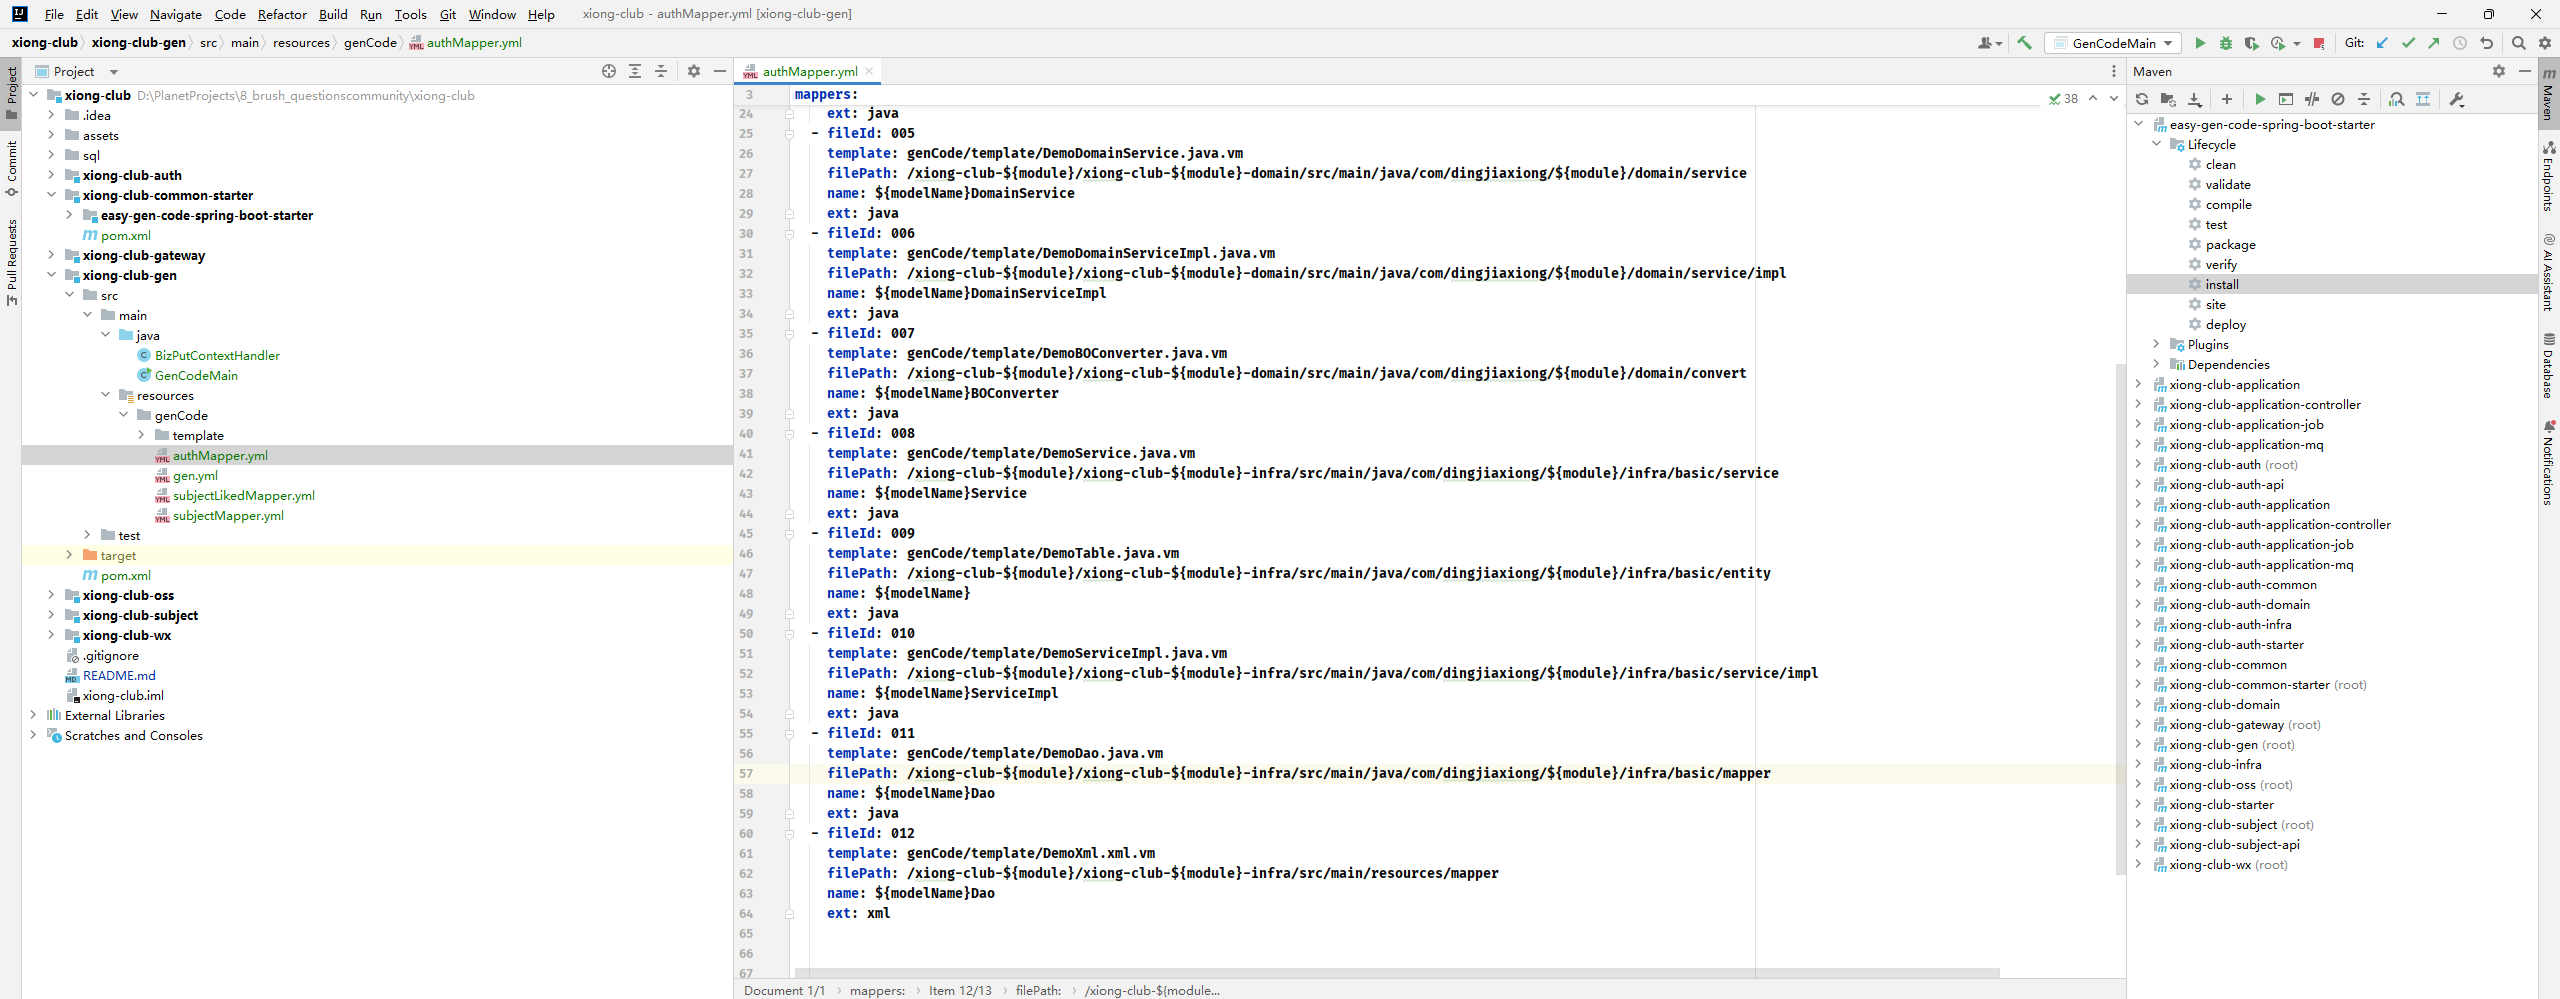 File Edit View Navigate Code Refactor Build Run Tools Git Window Help xiong-club - authMapper.yml [xiong-club-gen]
xiong-club xiong-club-gen src main resources genCode authMapper.yml
GenCodeMain Git:
Project
Commit
Pull Requests
Project
xiong-club D:\PlanetProjects\8_brush_questionscommunity\xiong-club
.idea
assets
sql
xiong-club-auth
xiong-club-common-starter
easy-gen-code-spring-boot-starter
pom.xml
xiong-club-gateway
xiong-club-gen
src
main
java
BizPutContextHandler
GenCodeMain
resources
genCode
template
authMapper.yml
gen.yml
subjectLikedMapper.yml
subjectMapper.yml
test
target
pom.xml
xiong-club-oss
xiong-club-subject
xiong-club-wx
.gitignore
README.md
xiong-club.iml
External Libraries
Scratches and Consoles
authMapper.yml
38
3 mappers:
24 ext: java
25 - fileId: 005
26 template: genCode/template/DemoDomainService.java.vm
27 filePath: /xiong-club-${module}/xiong-club-${module}-domain/src/main/java/com/dingjiaxiong/${module}/domain/service
28 name: ${modelName}DomainService
29 ext: java
30 - fileId: 006
31 template: genCode/template/DemoDomainServiceImpl.java.vm
32 filePath: /xiong-club-${module}/xiong-club-${module}-domain/src/main/java/com/dingjiaxiong/${module}/domain/service/impl
33 name: ${modelName}DomainServiceImpl
34 ext: java
35 - fileId: 007
36 template: genCode/template/DemoBOConverter.java.vm
37 filePath: /xiong-club-${module}/xiong-club-${module}-domain/src/main/java/com/dingjiaxiong/${module}/domain/convert
38 name: ${modelName}BOConverter
39 ext: java
40 - fileId: 008
41 template: genCode/template/DemoService.java.vm
42 filePath: /xiong-club-${module}/xiong-club-${module}-infra/src/main/java/com/dingjiaxiong/${module}/infra/basic/service
43 name: ${modelName}Service
44 ext: java
45 - fileId: 009
46 template: genCode/template/DemoTable.java.vm
47 filePath: /xiong-club-${module}/xiong-club-${module}-infra/src/main/java/com/dingjiaxiong/${module}/infra/basic/entity
48 name: ${modelName}
49 ext: java
50 - fileId: 010
51 template: genCode/template/DemoServiceImpl.java.vm
52 filePath: /xiong-club-${module}/xiong-club-${module}-infra/src/main/java/com/dingjiaxiong/${module}/infra/basic/service/impl
53 name: ${modelName}ServiceImpl
54 ext: java
55 - fileId: 011
56 template: genCode/template/DemoDao.java.vm
57 filePath: /xiong-club-${module}/xiong-club-${module}-infra/src/main/java/com/dingjiaxiong/${module}/infra/basic/mapper
58 name: ${modelName}Dao
59 ext: java
60 - fileId: 012
61 template: genCode/template/DemoXml.xml.vm
62 filePath: /xiong-club-${module}/xiong-club-${module}-infra/src/main/resources/mapper
63 name: ${modelName}Dao
64 ext: xml
65
66
67
Document 1/1 mappers: Item 12/13 filePath: /xiong-club-${module...
Maven
easy-gen-code-spring-boot-starter
Lifecycle
clean
validate
compile
test
package
verify
install
site
deploy
Plugins
Dependencies
xiong-club-application
xiong-club-application-controller
xiong-club-application-job
xiong-club-application-mq
xiong-club-auth (root)
xiong-club-auth-api
xiong-club-auth-application
xiong-club-auth-application-controller
xiong-club-auth-application-job
xiong-club-auth-application-mq
xiong-club-auth-common
xiong-club-auth-domain
xiong-club-auth-infra
xiong-club-auth-starter
xiong-club-common
xiong-club-common-starter (root)
xiong-club-domain
xiong-club-gateway (root)
xiong-club-gen (root)
xiong-club-infra
xiong-club-oss (root)
xiong-club-starter
xiong-club-subject (root)
xiong-club-subject-api
xiong-club-wx (root)
Maven
Endpoints
AI Assistant
Database
Notifications